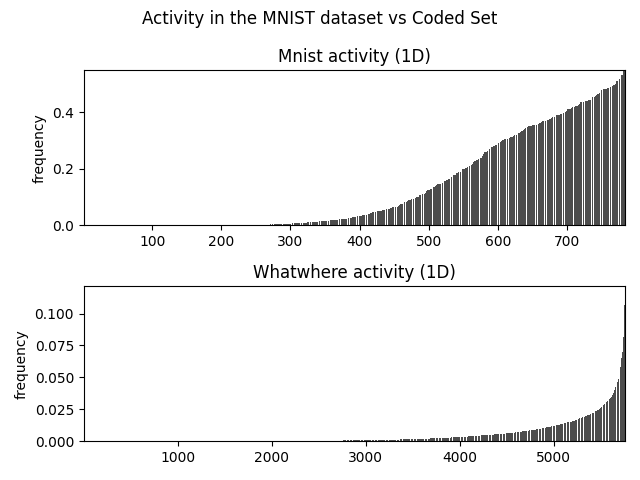 Activity in the MNIST dataset vs Coded Set
Mnist activity (1D)
frequency
0.4
0.2
0.0
100 200 300 400 500 600 700
Whatwhere activity (1D)
frequency
0.100
0.075
0.050
0.025
0.000
1000 2000 3000 4000 5000